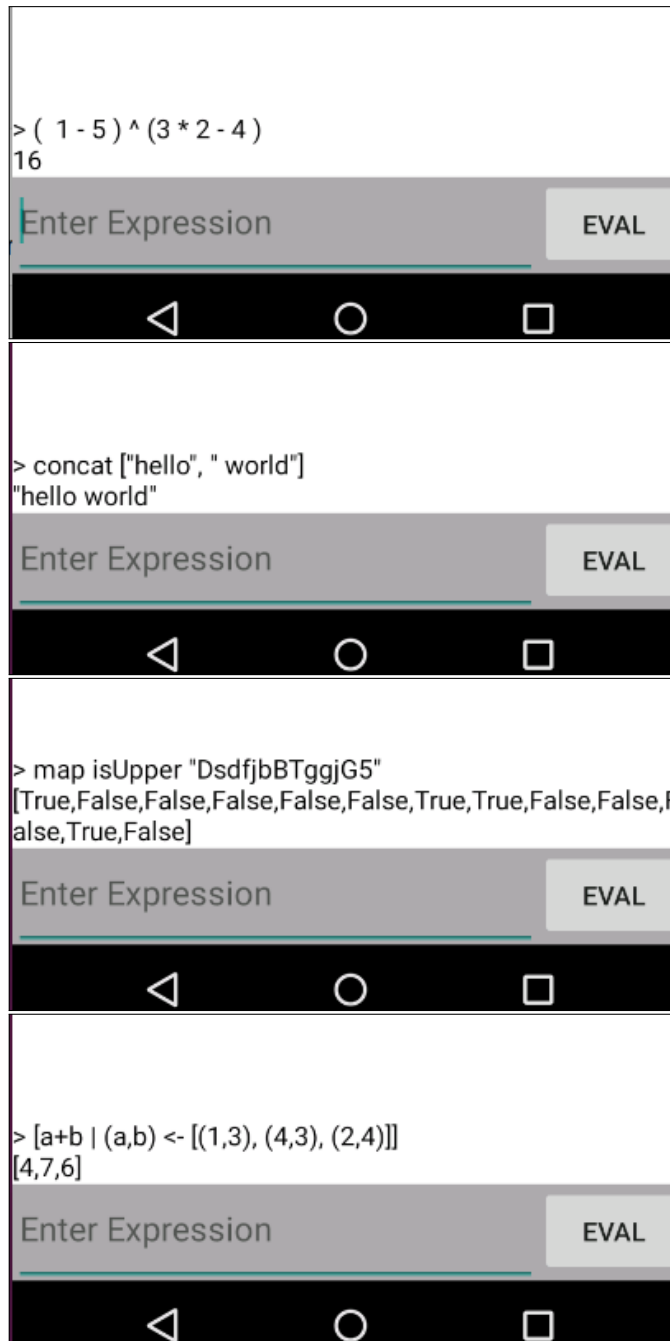 > (  1 - 5 ) ^ (3 * 2 - 4 )
16
Enter Expression
EVAL
> concat ["hello", " world"]
"hello world"
Enter Expression
EVAL
> map isUpper "DsdfjbBTggjG5"
[True,False,False,False,False,False,True,True,False,False,F
alse,True,False]
Enter Expression
EVAL
> [a+b | (a,b) <- [(1,3), (4,3), (2,4)]]
[4,7,6]
Enter Expression
EVAL